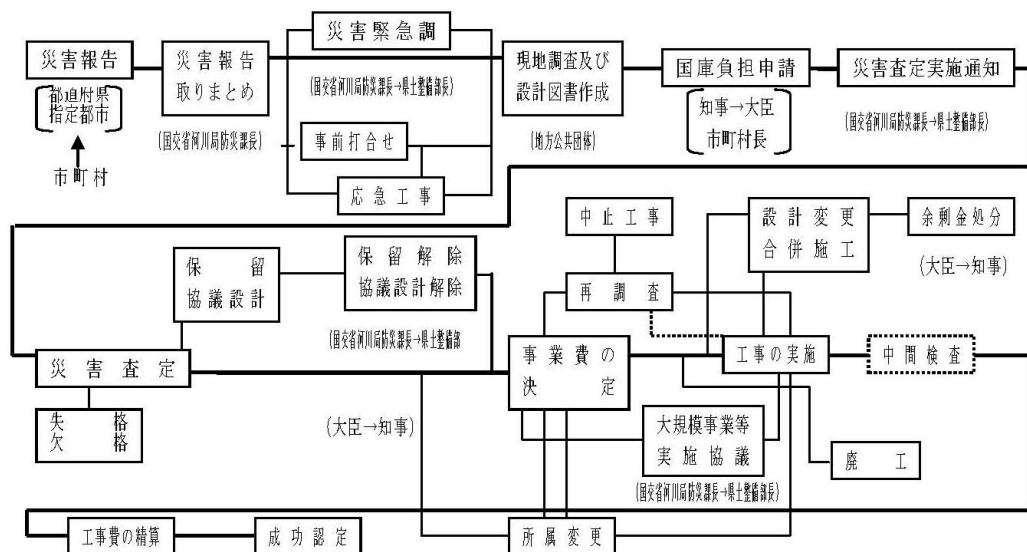 災害報告
都道府県
指定都市
市町村
災害報告
取りまとめ
(国交省河川局防災課長)
災害緊急調
(国交省河川局防災課長→県土整備部長)
事前打合せ
応急工事
現地調査及び
設計図書作成
(地方公共団体)
国庫負担申請
知事→大臣
市町村長
災害査定実施通知
(国交省河川局防災課長→県土整備部長)
保留
協議設計
保留解除
協議設計解除
(国交省河川局防災課長→県土整備部
中止工事
再調査
設計変更
合併施工
余剰金処分
(大臣→知事)
災害査定
失格
欠格
(大臣→知事)
事業費の
決定
工事の実施
中間検査
大規模事業等
実施協議
(国交省河川局防災課長→県土整備部長)
廃工
工事費の精算
成功認定
所属変更